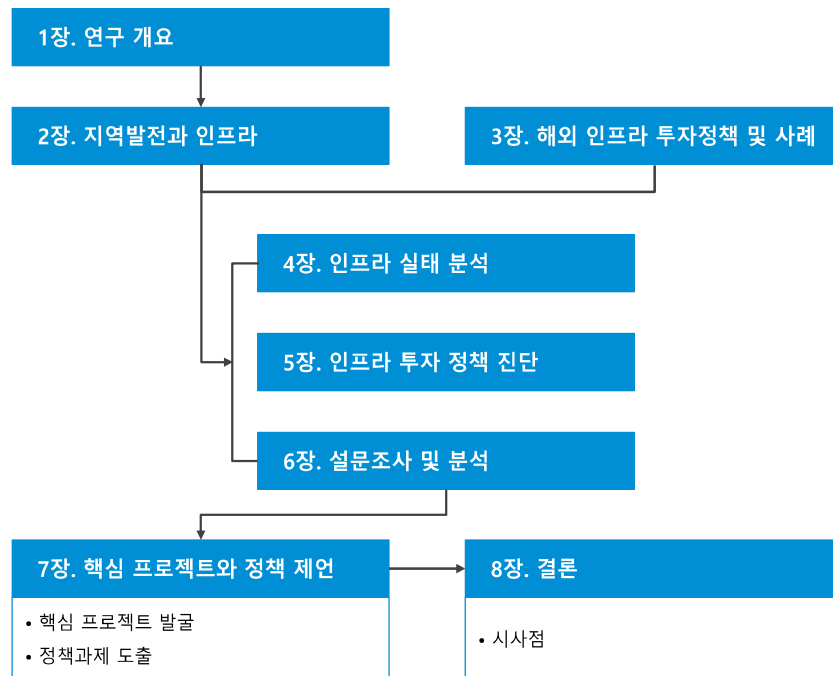 1장. 연구 개요
2장. 지역발전과 인프라
3장. 해외 인프라 투자정책 및 사례
4장. 인프라 실태 분석
5장. 인프라 투자 정책 진단
6장. 설문조사 및 분석
7장. 핵심 프로젝트와 정책 제언
• 핵심 프로젝트 발굴
• 정책과제 도출
8장. 결론
• 시사점